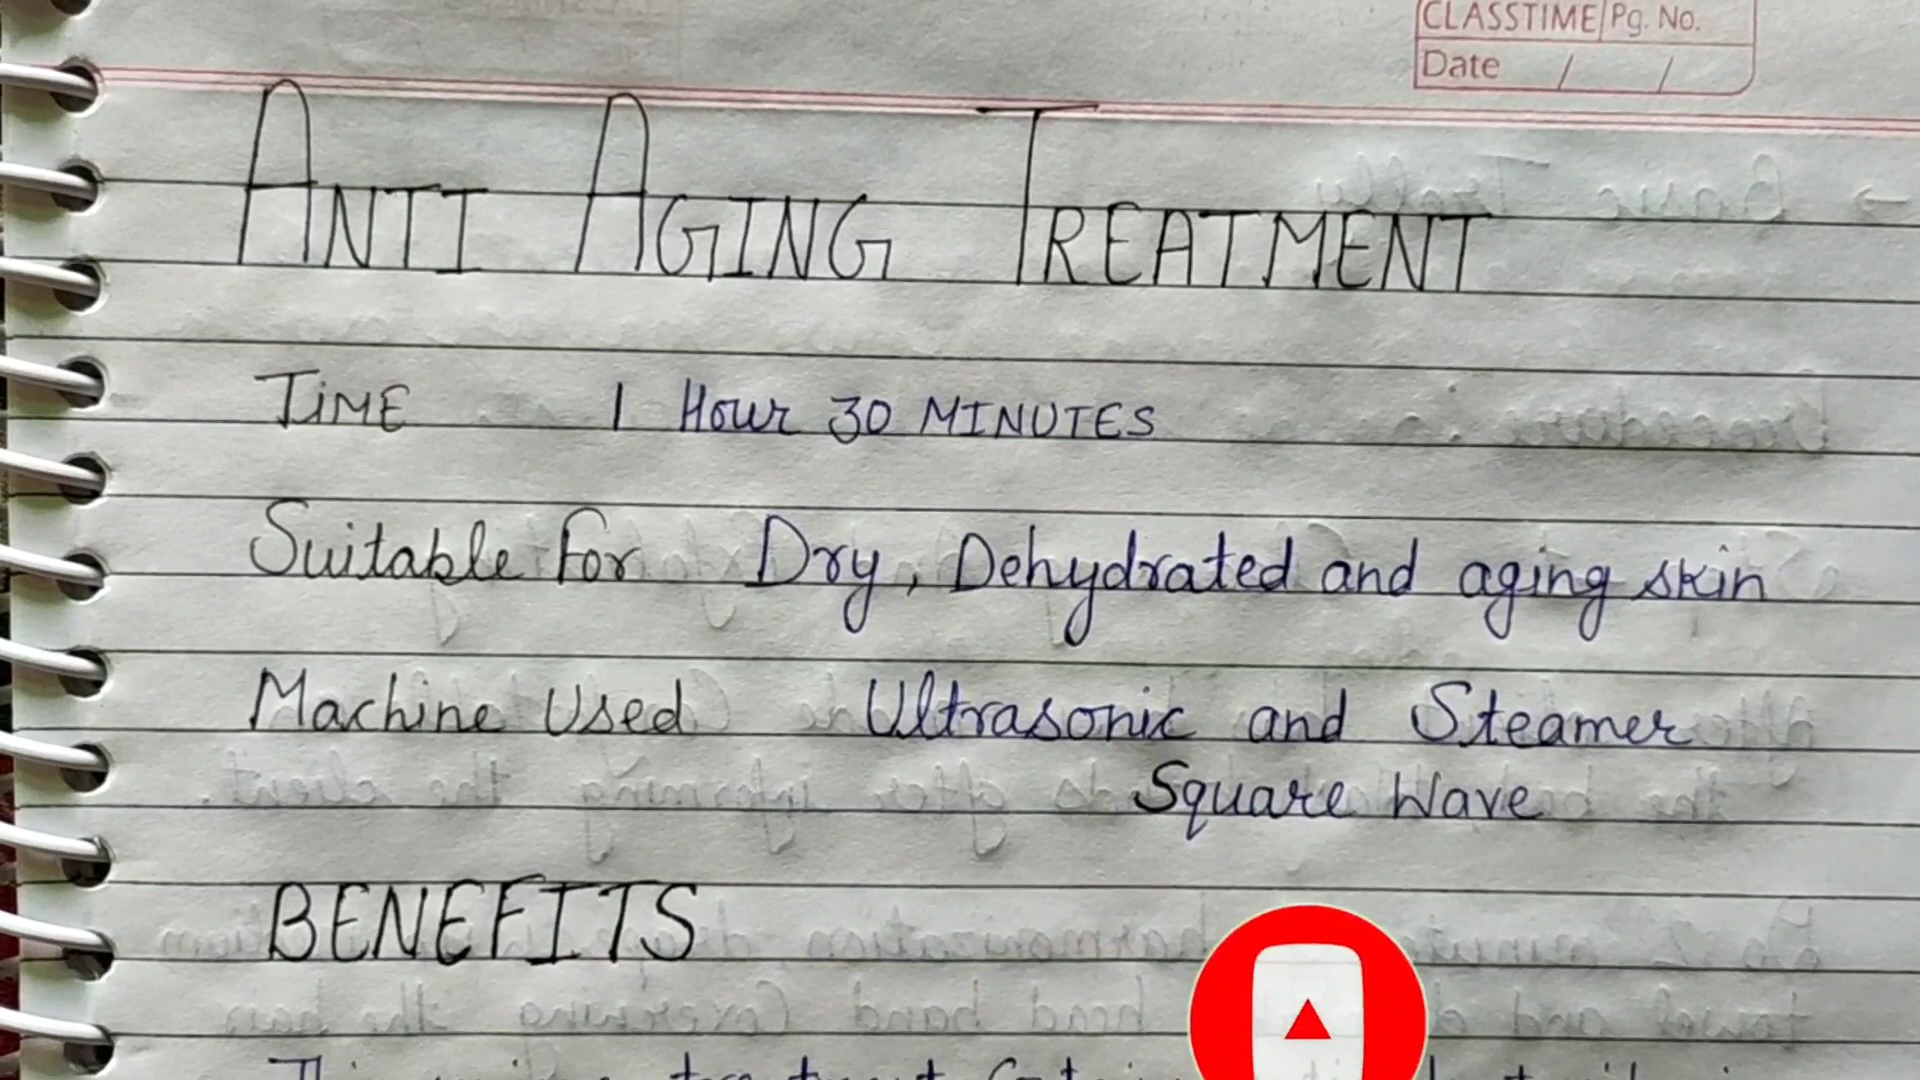 CLASSTIME Pg. No.
Date / /
ANTI AGING TREATMENT
TiME 1 Hour 30 MINUTES
Suitable For Dry, Dehydrated and aging skin
Machine Used Ultrasonic and Steamer
Square Wave
BENEFITS